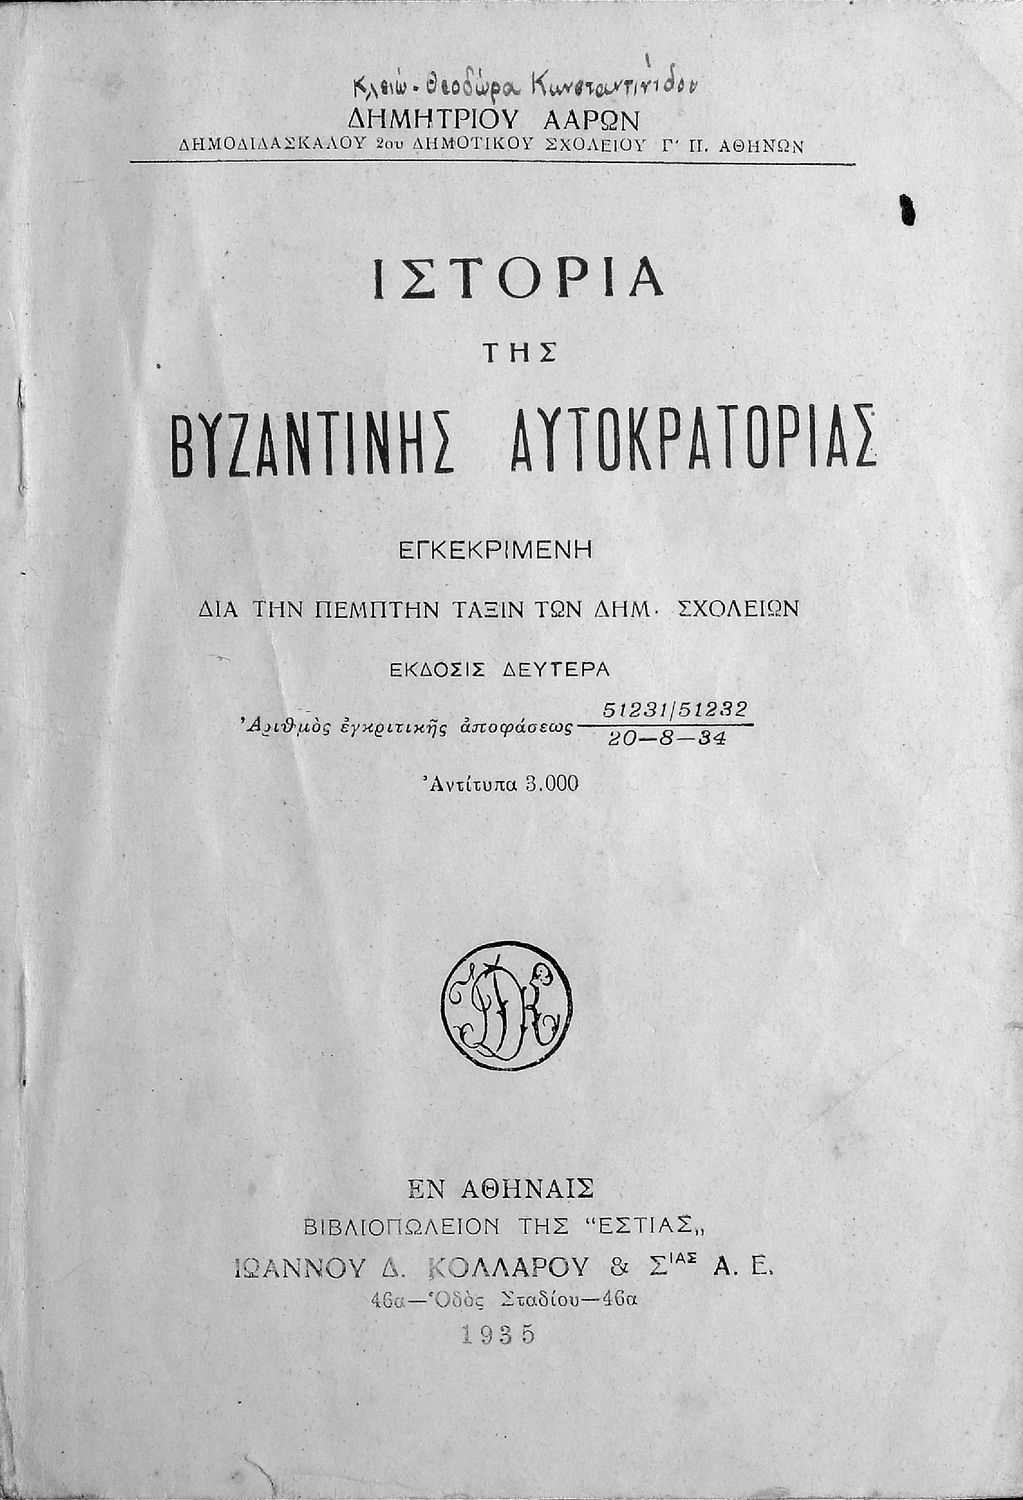 Κλειώ-Θεοδώρα Κωνσταντινίδου
ΔΗΜΗΤΡΙΟΥ ΑΑΡΩΝ
ΔΗΜΟΔΙΔΑΣΚΑΛΟΥ 2ου ΔΗΜΟΤΙΚΟΥ ΣΧΟΛΕΙΟΥ Γ' Π. ΑΘΗΝΩΝ
ΙΣΤΟΡΙΑ
ΤΗΣ
ΒΥΖΑΝΤΙΝΗΣ ΑΥΤΟΚΡΑΤΟΡΙΑΣ
ΕΓΚΕΚΡΙΜΕΝΗ
ΔΙΑ ΤΗΝ ΠΕΜΠΤΗΝ ΤΑΞΙΝ ΤΩΝ ΔΗΜ. ΣΧΟΛΕΙΩΝ
ΕΚΔΟΣΙΣ ΔΕΥΤΕΡΑ
Ἀριθμὸς ἐγκριτικῆς ἀποφάσεως 51231/51232
20—8—34
Ἀντίτυπα 3.000
ΙΔΚ
ΕΝ ΑΘΗΝΑΙΣ
ΒΙΒΛΙΟΠΩΛΕΙΟΝ ΤΗΣ “ΕΣΤΙΑΣ„
ΙΩΑΝΝΟΥ Δ. ΚΟΛΛΑΡΟΥ & ΣΙΑΣ Α. Ε.
46α—Ὁδὸς Σταδίου—46α
1935